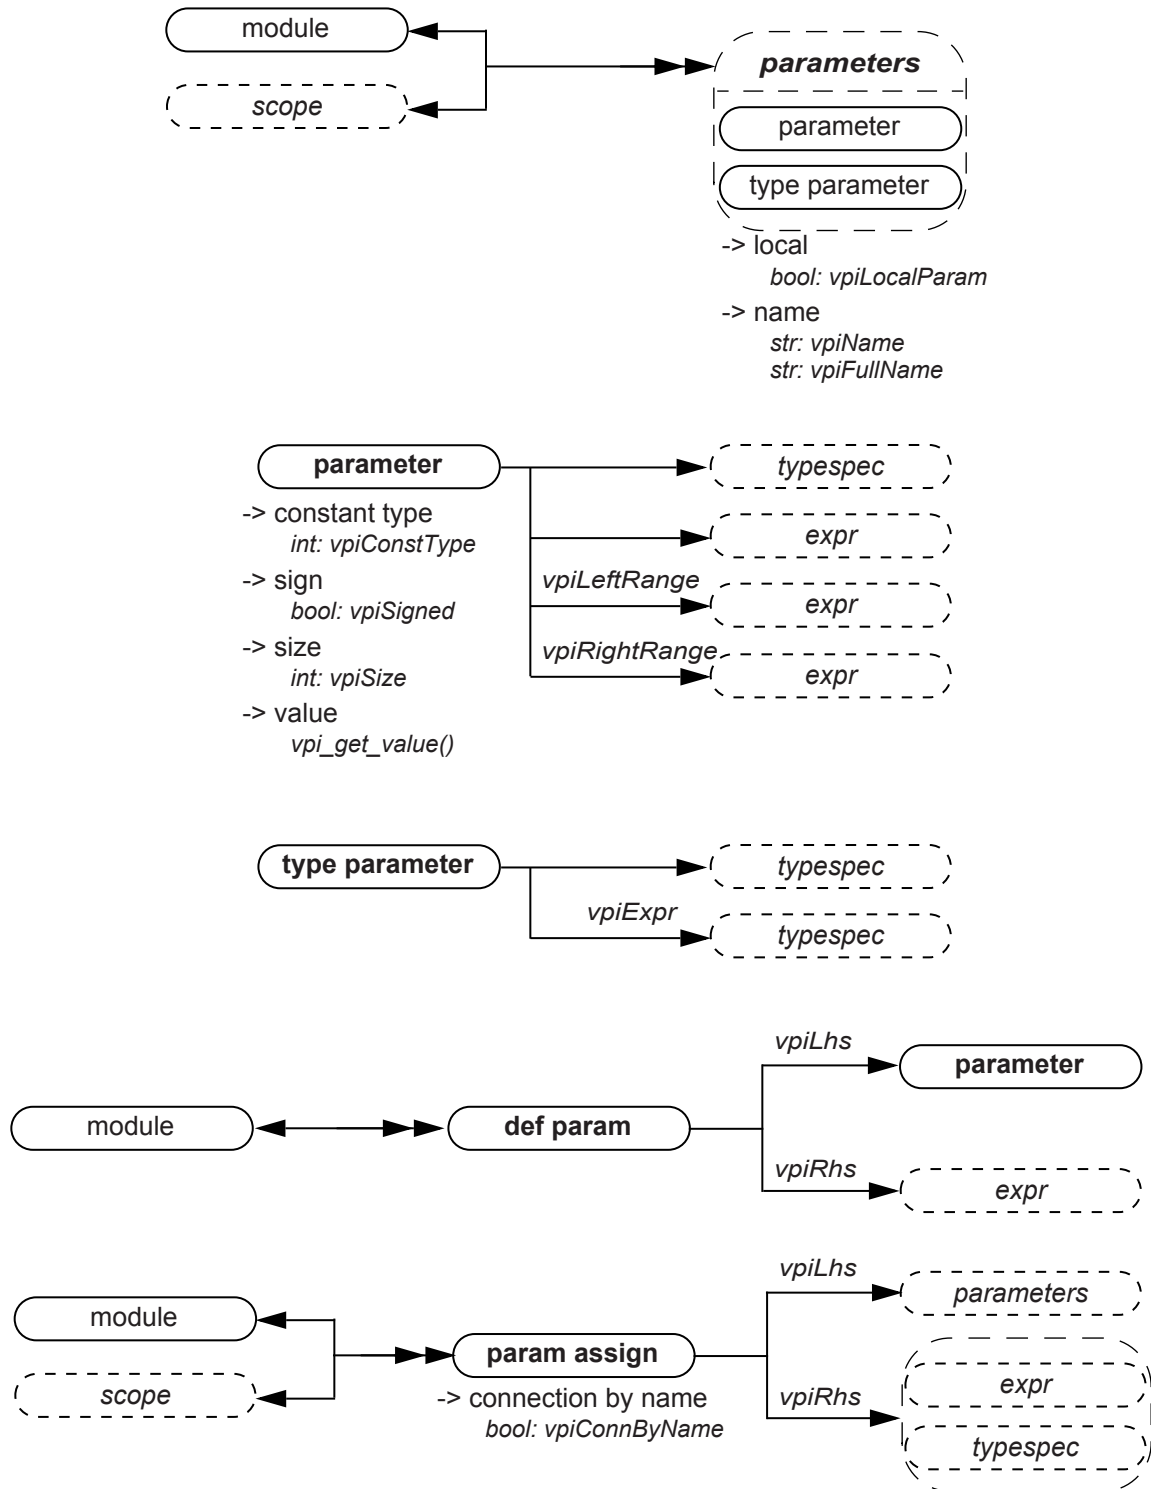 module
parameters
scope
parameter
type parameter
-> local
bool: vpiLocalParam
-> name
str: vpiName
str: vpiFullName
parameter
typespec
-> constant type
int: vpiConstType
expr
-> sign
bool: vpiSigned
vpiLeftRange
expr
-> size
int: vpiSize
vpiRightRange
expr
-> value
vpi_get_value()
type parameter
typespec
vpiExpr
typespec
vpiLhs
parameter
module
def param
vpiRhs
expr
vpiLhs
parameters
module
param assign
scope
-> connection by name
bool: vpiConnByName
vpiRhs
expr
typespec